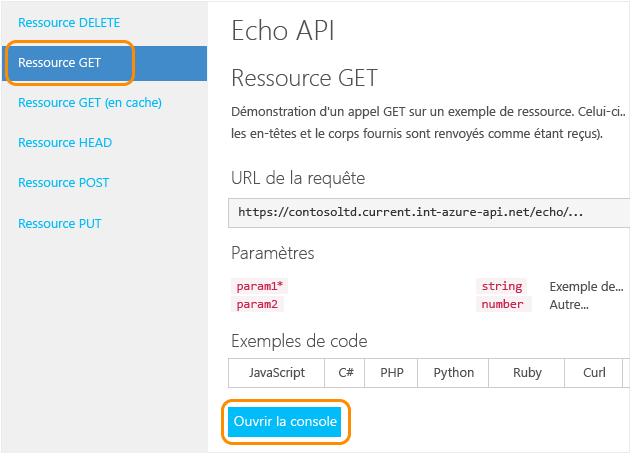 Ressource DELETE
Ressource GET
Ressource GET (en cache)
Ressource HEAD
Ressource POST
Ressource PUT
Echo API
Ressource GET
Démonstration d'un appel GET sur un exemple de ressource. Celui-ci..
les en-têtes et le corps fournis sont renvoyés comme étant reçus).
URL de la requête
https://contosoltd.current.int-azure-api.net/echo/...
Paramètres
param1* string Exemple de...
param2 number Autre...
Exemples de code
JavaScript C# PHP Python Ruby Curl
Ouvrir la console